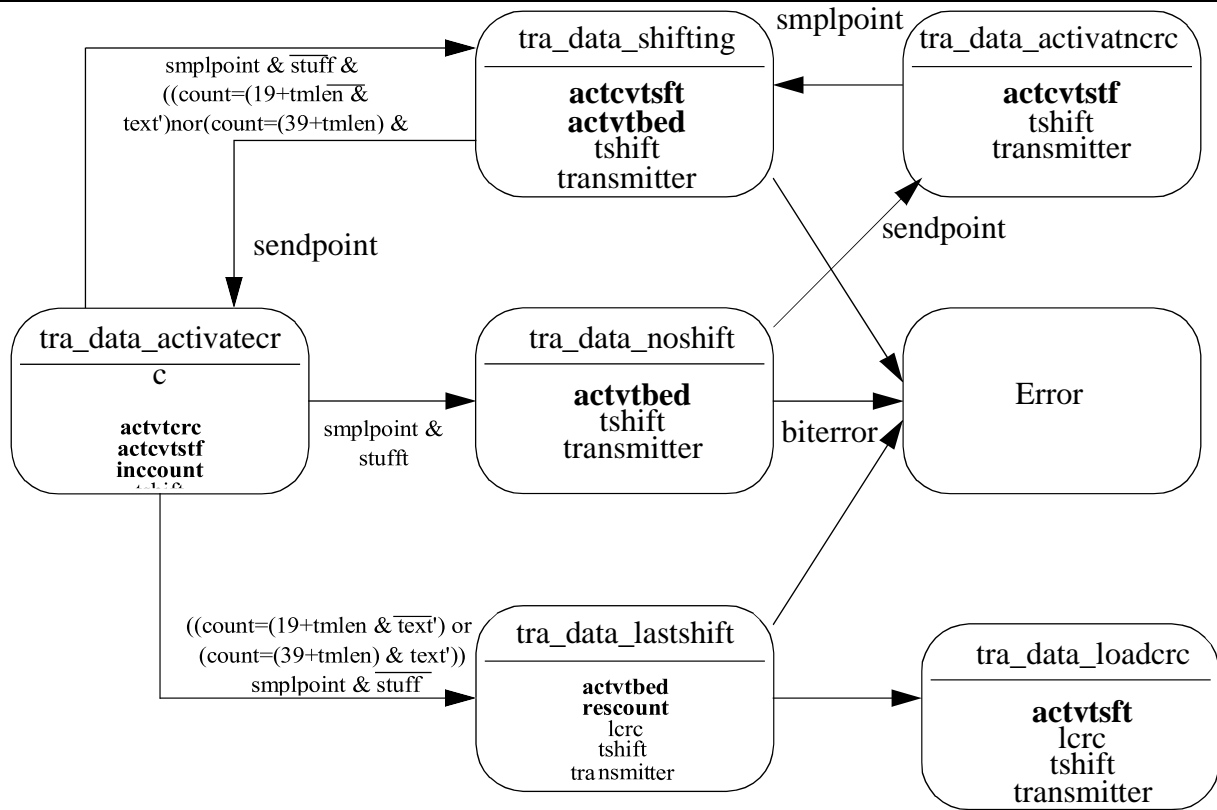 smplpoint
tra_data_shifting
actcvtsft
actvtbed
tshift
transmitter
tra_data_activatncrc
actcvtstf
tshift
transmitter
smplpoint & stuff &
((count=(19+tmlen &
text')nor(count=(39+tmlen) &
sendpoint
sendpoint
tra_data_activatecr
c
actvtcrc
actcvtstf
inccount
tra_data_noshift
actvtbed
tshift
transmitter
Error
smplpoint &
stufft
biterror
((count=(19+tmlen & text') or
(count=(39+tmlen) & text'))
smplpoint & stuff
tra_data_lastshift
actvtbed
rescount
lcrc
tshift
transmitter
tra_data_loadcrc
actvtsft
lcrc
tshift
transmitter